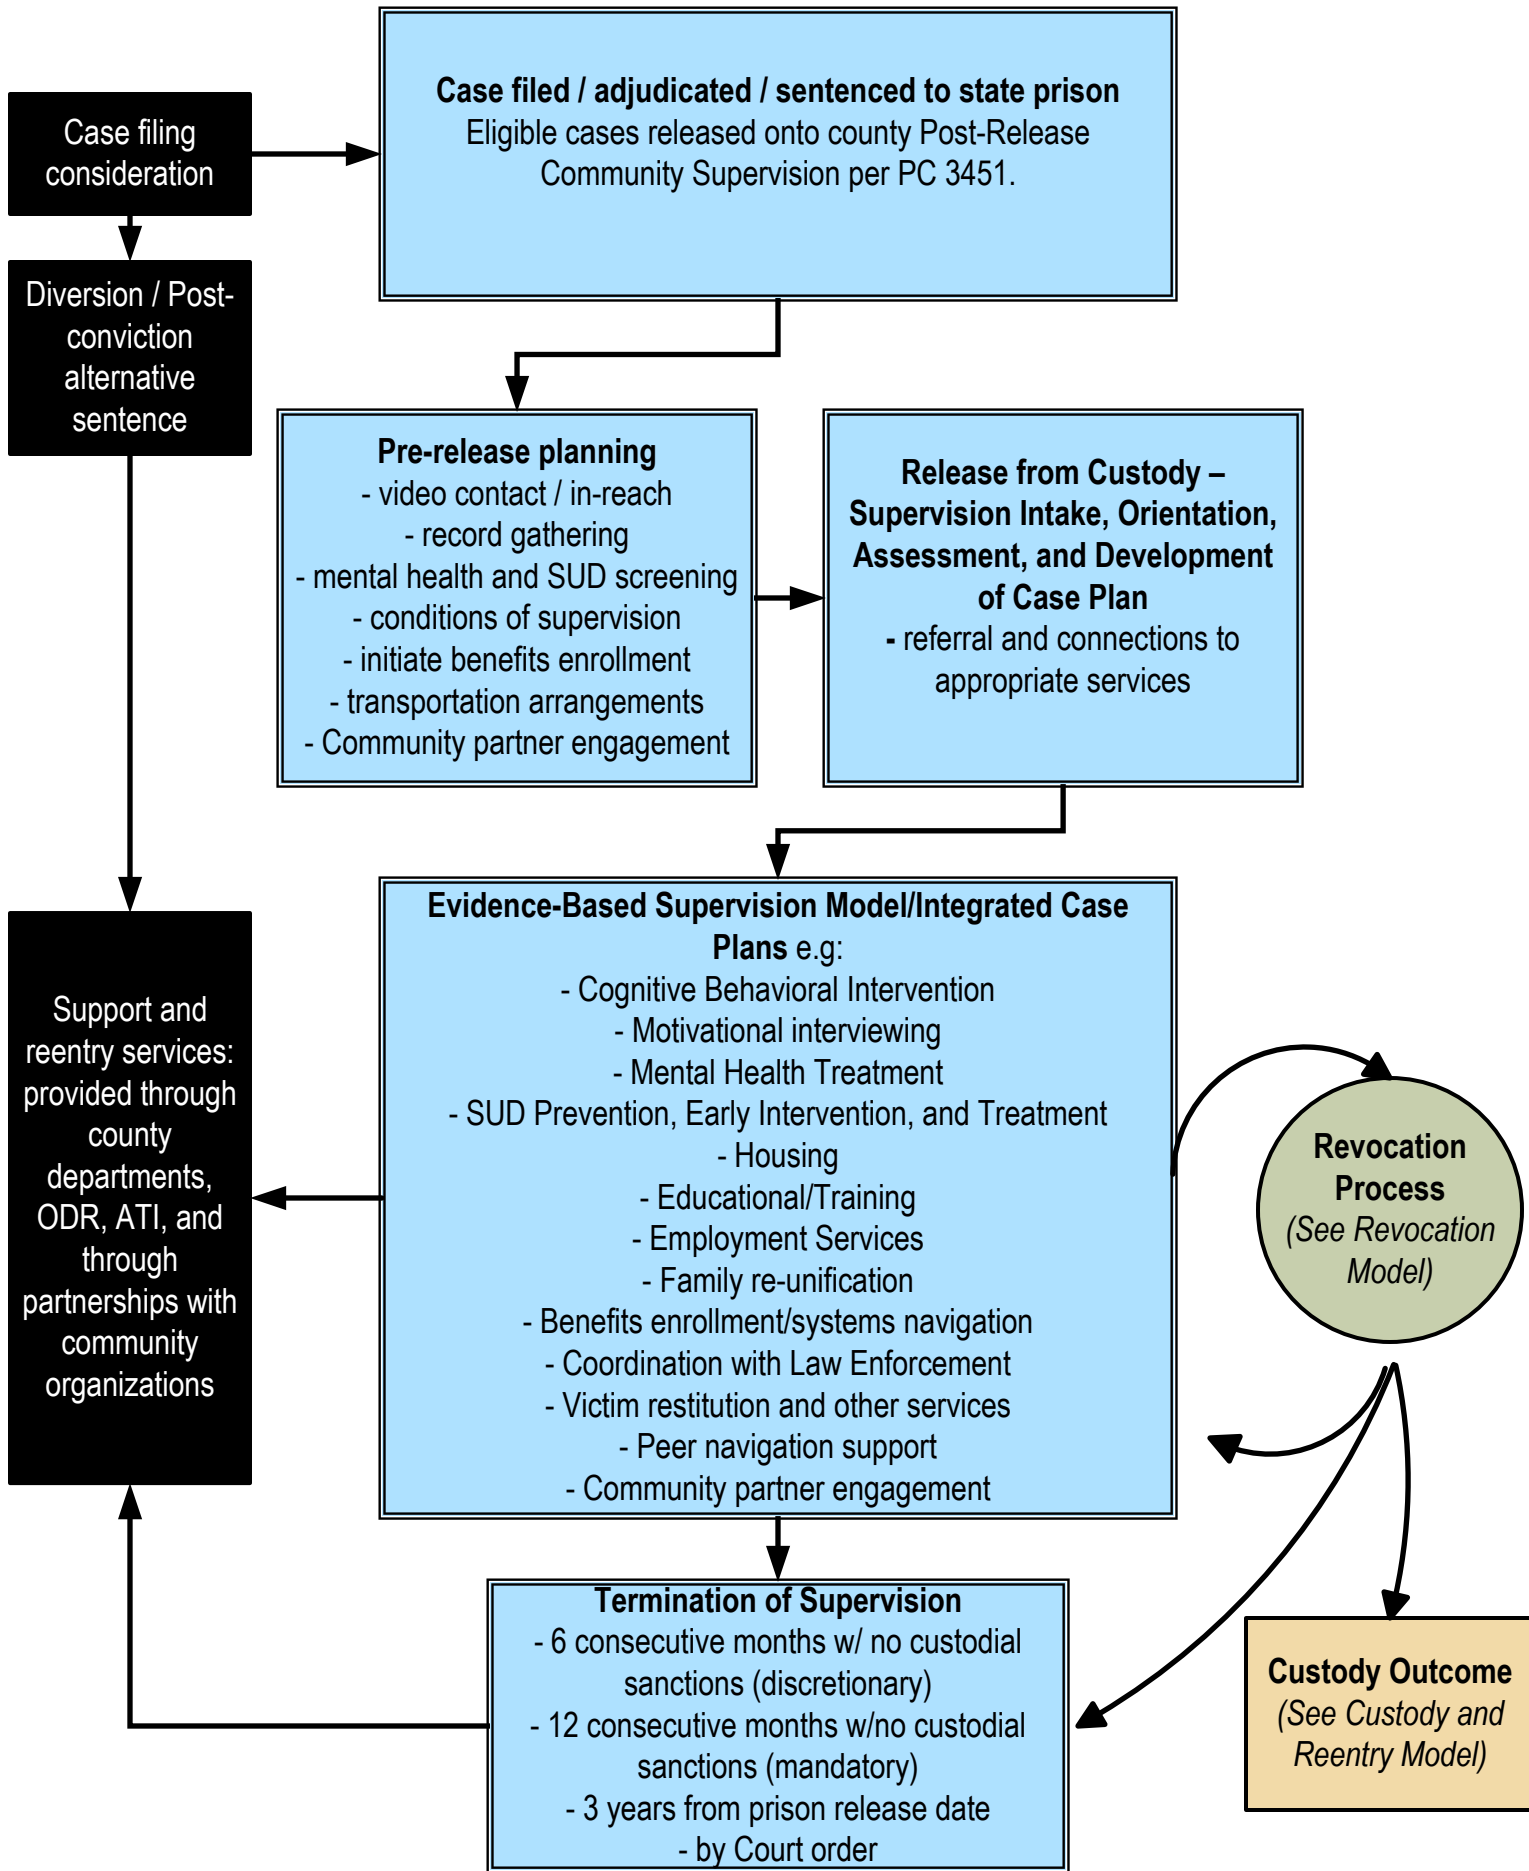 Case filed / adjudicated / sentenced to state prison
Eligible cases released onto county Post-Release
Community Supervision per PC 3451.
Case filing
consideration
Diversion / Post-
conviction
alternative
sentence
Pre-release planning
- video contact / in-reach
- record gathering
- mental health and SUD screening
- conditions of supervision
- initiate benefits enrollment
- transportation arrangements
- Community partner engagement
Release from Custody –
Supervision Intake, Orientation,
Assessment, and Development
of Case Plan
- referral and connections to
appropriate services
Evidence-Based Supervision Model/Integrated Case
Plans e.g:
- Cognitive Behavioral Intervention
- Motivational interviewing
- Mental Health Treatment
- SUD Prevention, Early Intervention, and Treatment
- Housing
- Educational/Training
- Employment Services
- Family re-unification
- Benefits enrollment/systems navigation
- Coordination with Law Enforcement
- Victim restitution and other services
- Peer navigation support
- Community partner engagement
Support and
reentry services:
provided through
county
departments,
ODR, ATI, and
through
partnerships with
community
organizations
Revocation
Process
(See Revocation
Model)
Termination of Supervision
- 6 consecutive months w/ no custodial
sanctions (discretionary)
- 12 consecutive months w/no custodial
sanctions (mandatory)
- 3 years from prison release date
- by Court order
Custody Outcome
(See Custody and
Reentry Model)